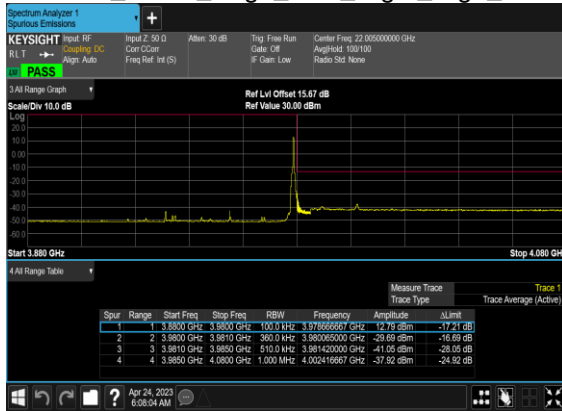 Spectrum Analyzer 1
Spurious Emissions
+
KEYSIGHT Input: RF Input Z: 50 Ω Atten: 30 dB Trig: Free Run Center Freq: 22.005000000 GHz
RLT Coupling: DC Corr CCorr Gate: Off Avg|Hold: 100/100
Align: Auto Freq Ref: Int (S) IF Gain: Low Radio Std: None
PASS
3 All Range Graph
Ref Lvl Offset 15.67 dB
Scale/Div 10.0 dB Ref Value 30.00 dBm
Log
20.0
10.0
0.00
-10.0
-20.0
-30.0
-40.0
-50.0
-60.0
Start 3.880 GHz Stop 4.080 GHz
4 All Range Table
Measure Trace Trace 1
Trace Type Trace Average (Active)
Spur Range Start Freq Stop Freq RBW Frequency Amplitude ΔLimit
1 1 3.8800 GHz 3.9800 GHz 100.0 kHz 3.978666667 GHz 12.79 dBm -17.21 dB
2 2 3.9800 GHz 3.9810 GHz 360.0 kHz 3.980065000 GHz -29.69 dBm -16.69 dB
3 3 3.9810 GHz 3.9850 GHz 510.0 kHz 3.981420000 GHz -41.05 dBm -28.05 dB
4 4 3.9850 GHz 4.0800 GHz 1.000 MHz 4.002416667 GHz -37.92 dBm -24.92 dB
? Apr 24, 2023
6:08:04 AM